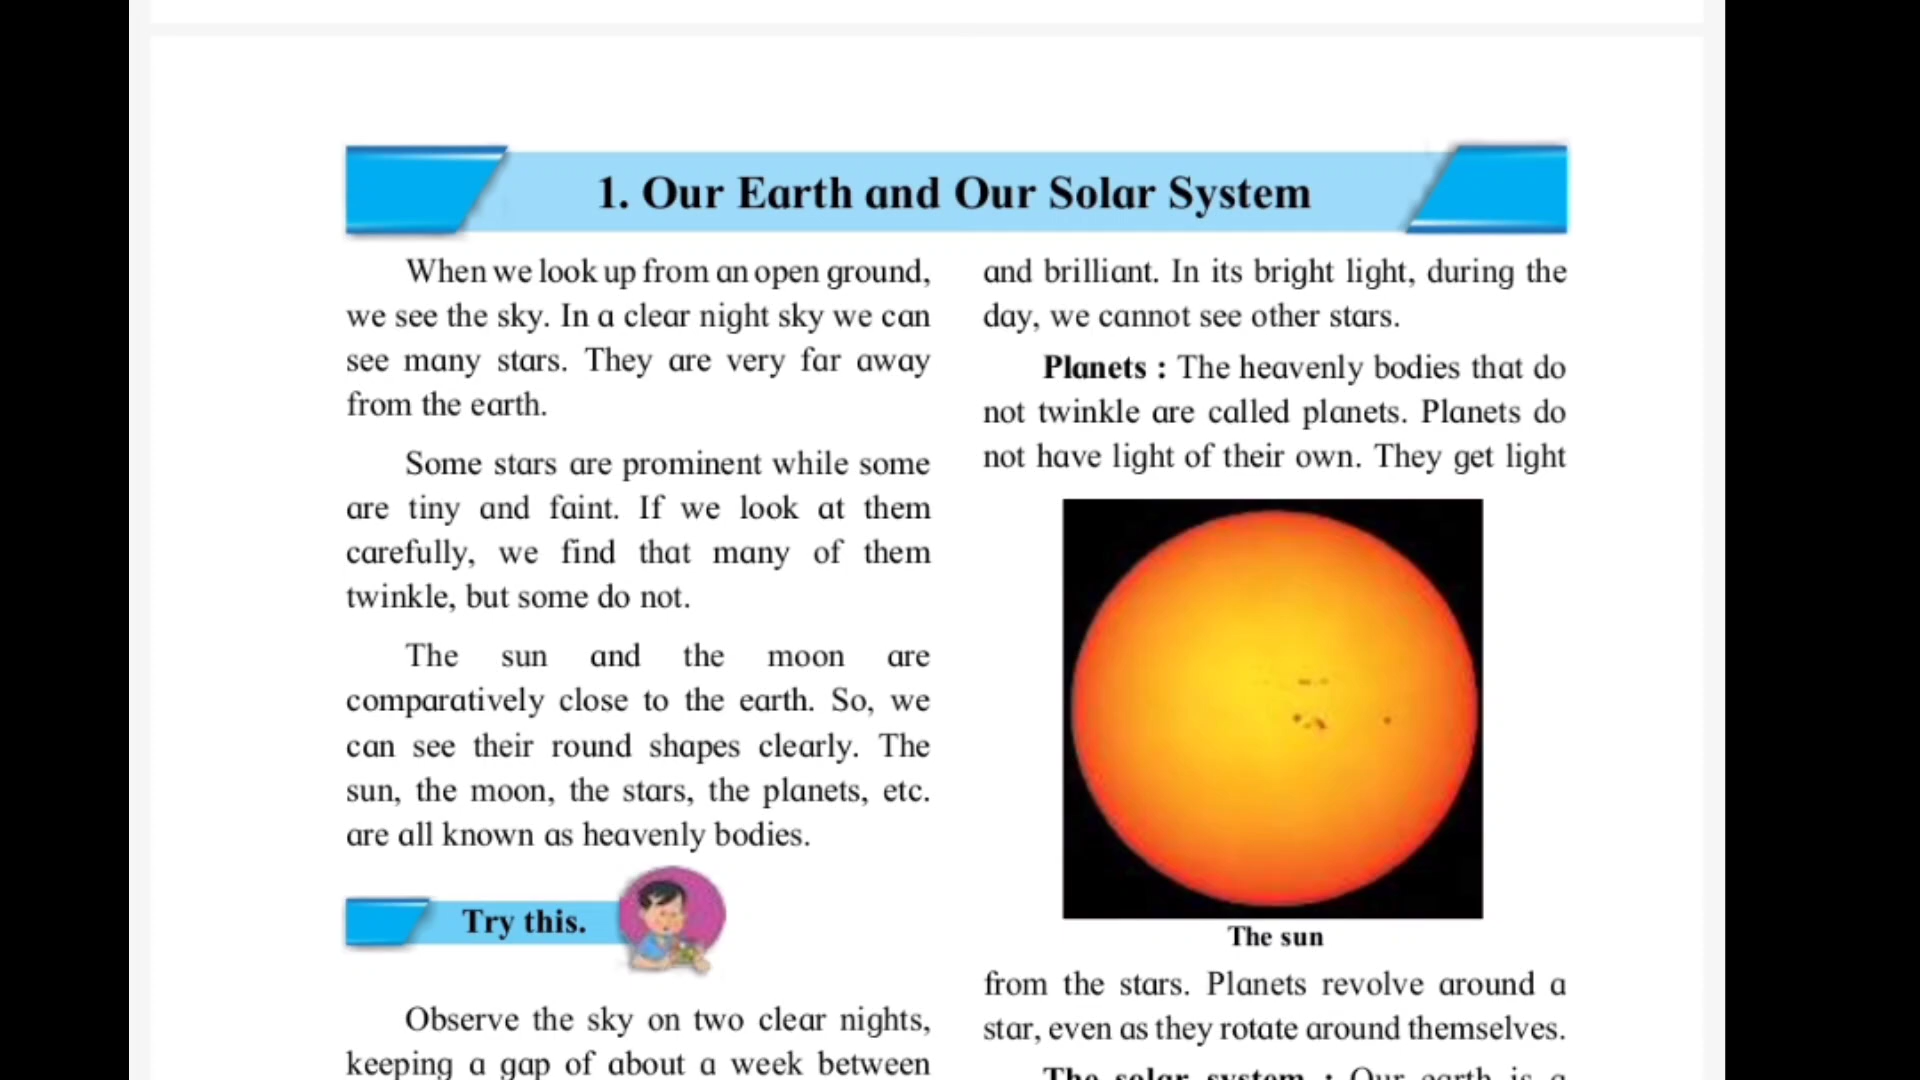 1. Our Earth and Our Solar System
When we look up from an open ground,
we see the sky. In a clear night sky we can
see many stars. They are very far away
from the earth.
Some stars are prominent while some
are tiny and faint. If we look at them
carefully, we find that many of them
twinkle, but some do not.
The sun and the moon are
comparatively close to the earth. So, we
can see their round shapes clearly. The
sun, the moon, the stars, the planets, etc.
are all known as heavenly bodies.
Try this.
Observe the sky on two clear nights,
keeping a gap of about a week between
and brilliant. In its bright light, during the
day, we cannot see other stars.
Planets : The heavenly bodies that do
not twinkle are called planets. Planets do
not have light of their own. They get light
The sun
from the stars. Planets revolve around a
star, even as they rotate around themselves.
The solar system : Our earth is a